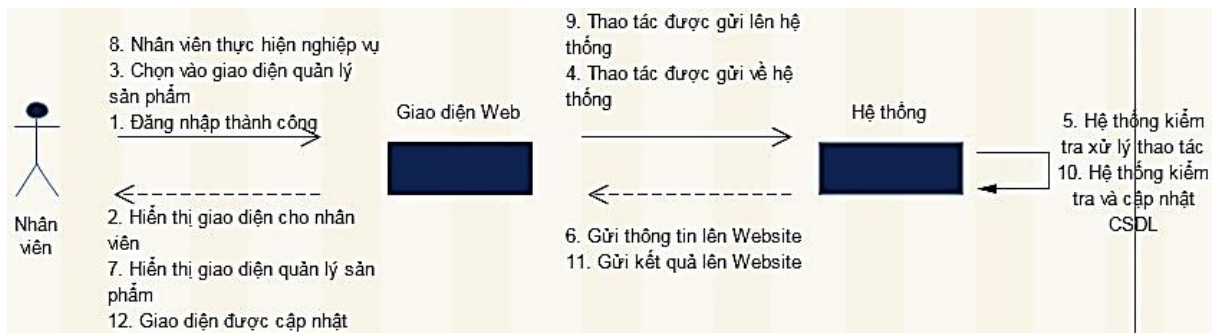 8. Nhân viên thực hiện nghiệp vụ
3. Chọn vào giao diện quản lý
sản phẩm
1. Đăng nhập thành công
Nhân
viên
2. Hiển thị giao diện cho nhân
viên
7. Hiển thị giao diện quản lý sản
phẩm
12. Giao diện được cập nhật
Giao diện Web
9. Thao tác được gửi lên hệ
thống
4. Thao tác được gửi về hệ
thống
6. Gửi thông tin lên Website
11. Gửi kết quả lên Website
Hệ thống
5. Hệ thống kiểm
tra xử lý thao tác
10. Hệ thống kiểm
tra và cập nhật
CSDL